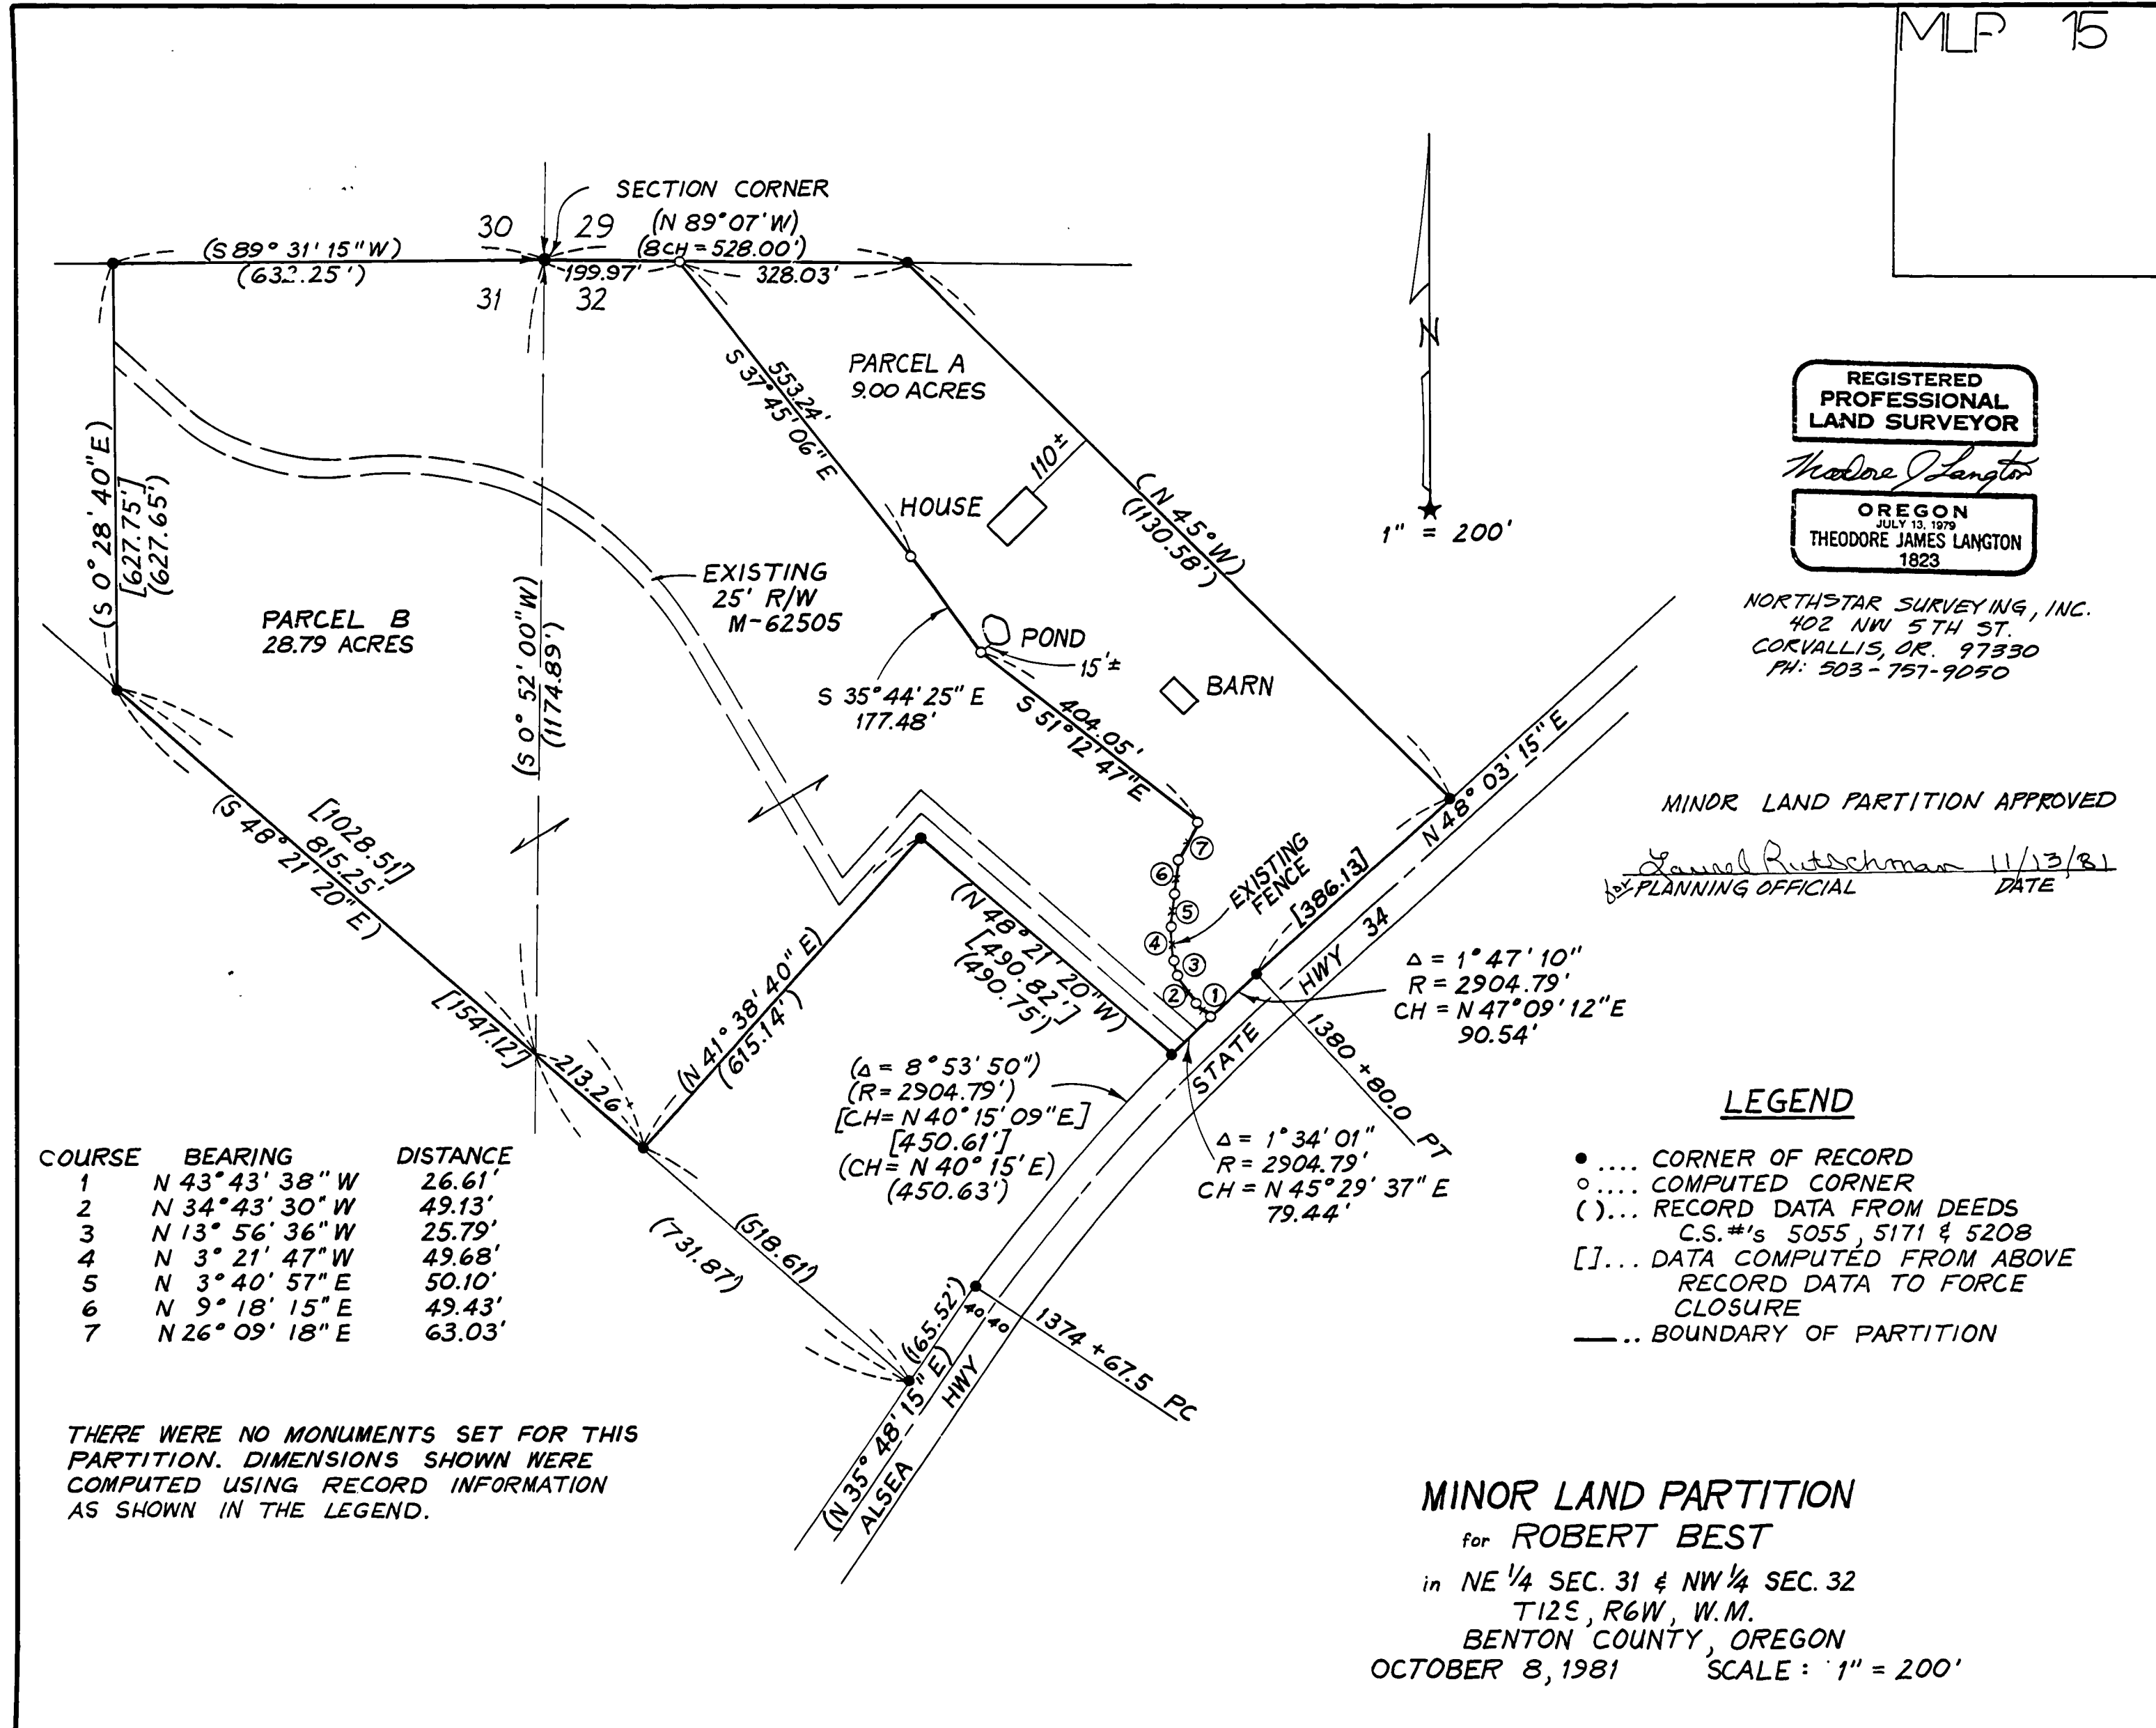 MLP 15
SECTION CORNER
30
29
31
32
(N 89° 07' W)
(8CH = 528.00')
(S 89° 31' 15" W)
199.97'
328.03'
PARCEL A
9.00 ACRES
553.24'
S 37° 45' 06" E
110±
HOUSE
(N 45° W)
(1130.58')
N
1" = 200'
REGISTERED
PROFESSIONAL
LAND SURVEYOR
Theodore J Langton
OREGON
JULY 13, 1979
THEODORE JAMES LANGTON
1823
NORTHSTAR SURVEYING, INC.
402 NW 5TH ST.
CORVALLIS, OR. 97330
PH: 503-757-9050
(S 0° 28' 40" E)
[627.75']
(627.65')
PARCEL B
28.79 ACRES
EXISTING
25' R/W
M-62505
(S 0° 52' 00" W)
(1174.89')
POND
15'±
BARN
S 35° 44' 25" E
177.48'
404.05'
S 51° 12' 47" E
N 48° 03' 15" E
MINOR LAND PARTITION APPROVED
Laurel Rutschman 11/13/81
for PLANNING OFFICIAL DATE
[1028.51']
815.25'
(S 48° 21' 20" E)
[1547.12']
213.26'
(N 41° 38' 40" E)
(615.14')
(N 48° 21' 20" W)
[490.82']
(490.75')
7
6
5
4
3
2
1
EXISTING
FENCE
[386.13]
STATE HWY 34
Δ = 1° 47' 10"
R = 2904.79'
CH = N 47° 09' 12" E
90.54'
1380 +80.0 PT
(Δ = 8° 53' 50")
(R = 2904.79')
[CH = N 40° 15' 09" E]
[450.61']
(CH = N 40° 15' E)
(450.63')
Δ = 1° 34' 01"
R = 2904.79'
CH = N 45° 29' 37" E
79.44'
(518.61')
(731.87')
(165.52')
40 40
1374 +67.5 PC
(N 35° 48' 15" E)
ALSEA HWY
COURSE BEARING DISTANCE
1 N 43° 43' 38" W 26.61'
2 N 34° 43' 30" W 49.13'
3 N 13° 56' 36" W 25.79'
4 N 3° 21' 47" W 49.68'
5 N 3° 40' 57" E 50.10'
6 N 9° 18' 15" E 49.43'
7 N 26° 09' 18" E 63.03'
THERE WERE NO MONUMENTS SET FOR THIS
PARTITION. DIMENSIONS SHOWN WERE
COMPUTED USING RECORD INFORMATION
AS SHOWN IN THE LEGEND.
LEGEND
● .... CORNER OF RECORD
○ .... COMPUTED CORNER
( )... RECORD DATA FROM DEEDS
C.S.#'s 5055, 5171 & 5208
[ ]... DATA COMPUTED FROM ABOVE
RECORD DATA TO FORCE
CLOSURE
—.. BOUNDARY OF PARTITION
MINOR LAND PARTITION
for ROBERT BEST
in NE 1/4 SEC. 31 & NW 1/4 SEC. 32
T12S, R6W, W.M.
BENTON COUNTY, OREGON
OCTOBER 8, 1981 SCALE: 1" = 200'